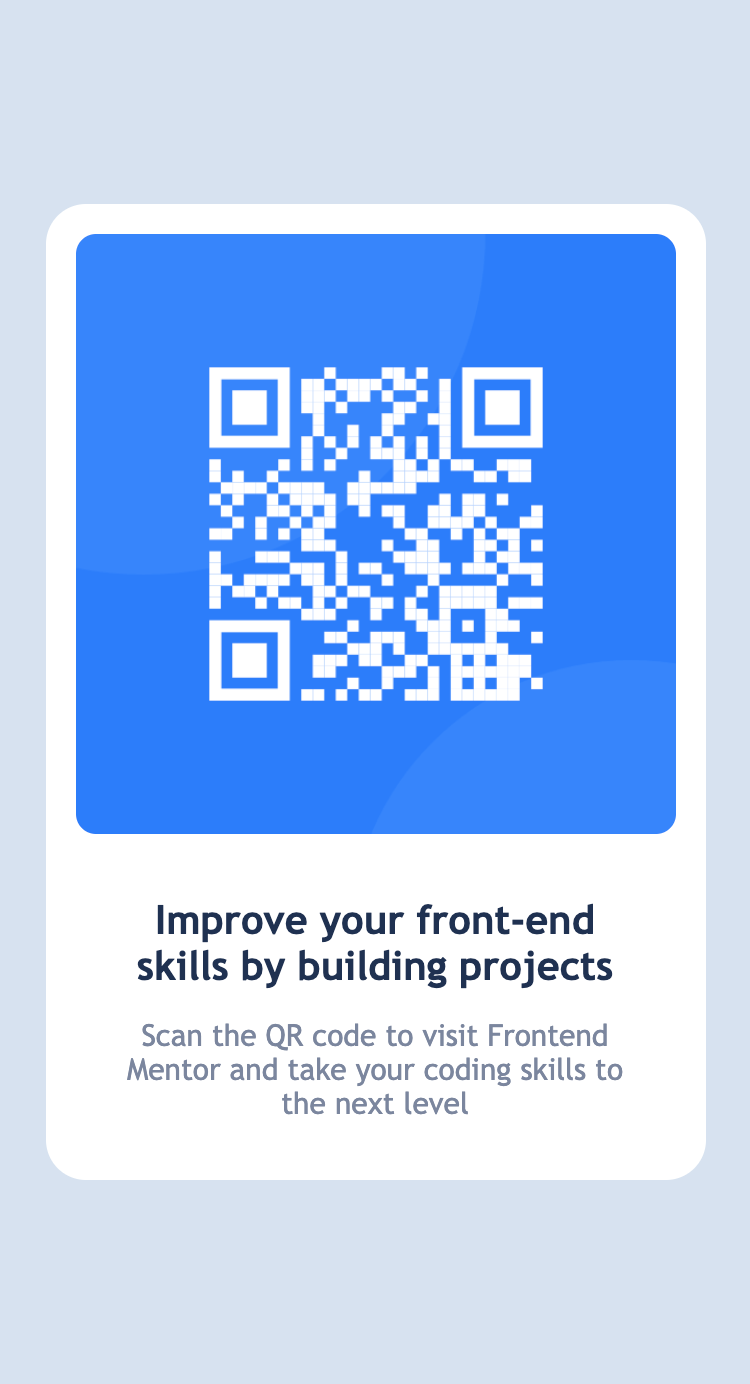 Improve your front-end
skills by building projects
Scan the QR code to visit Frontend
Mentor and take your coding skills to
the next level